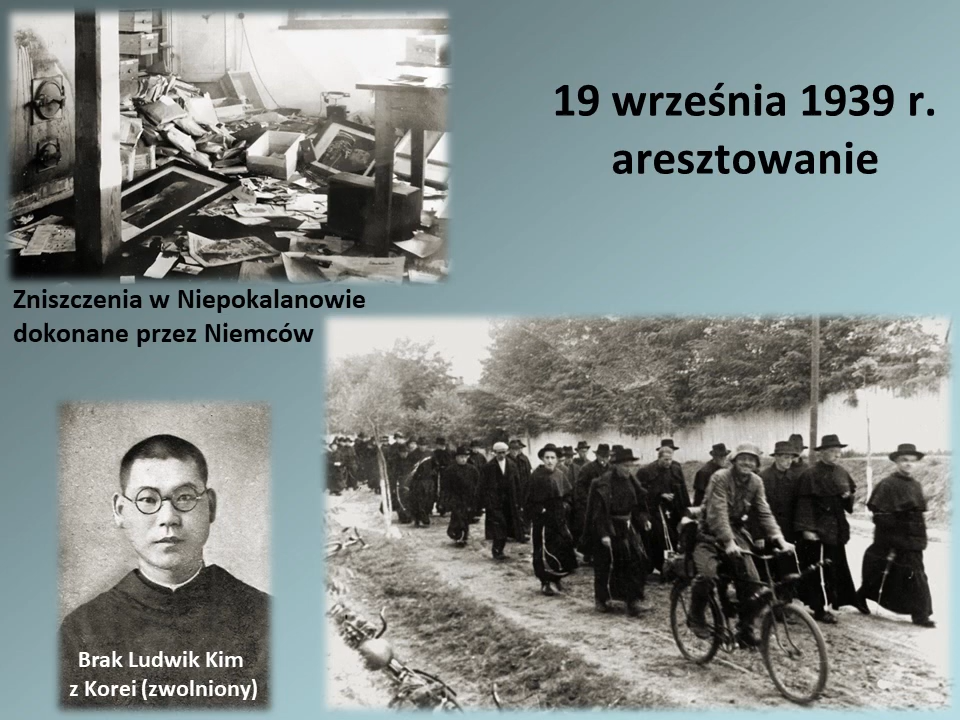 19 września 1939 r.
aresztowanie
Zniszczenia w Niepokalanowie
dokonane przez Niemców
Brak Ludwik Kim
z Korei (zwolniony)